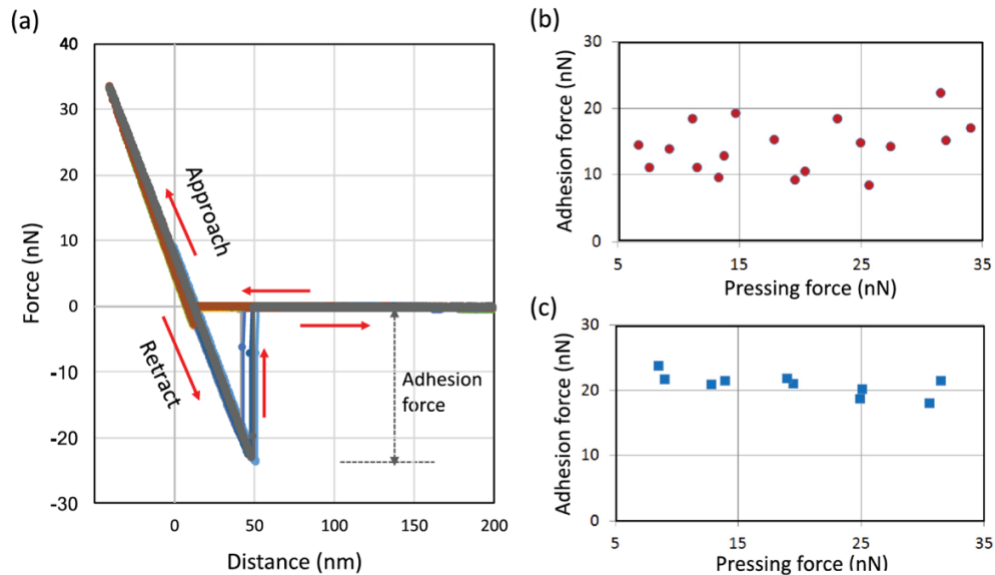 (a)
40
30
20
10
0
-10
-20
-30
Force (nN)
Approach
Retract
Adhesion
force
0
50
100
150
200
Distance (nm)
(b)
30
20
10
0
Adhesion force (nN)
5
15
25
35
Pressing force (nN)
(c)
30
20
10
0
Adhesion force (nN)
5
15
25
35
Pressing force (nN)